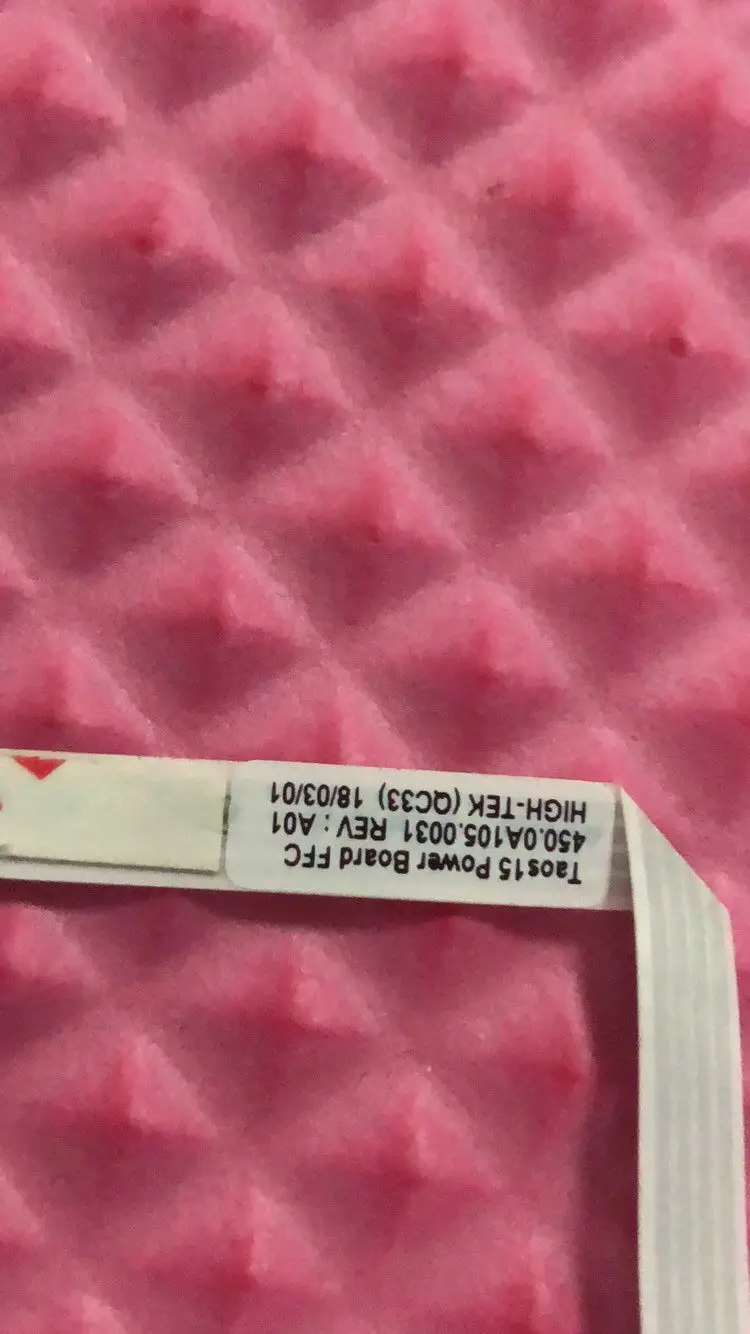 Taos15 Power Board FFC
450.0A105.0031 REV : A01
HIGH-TEK (QC33) 18/03/01